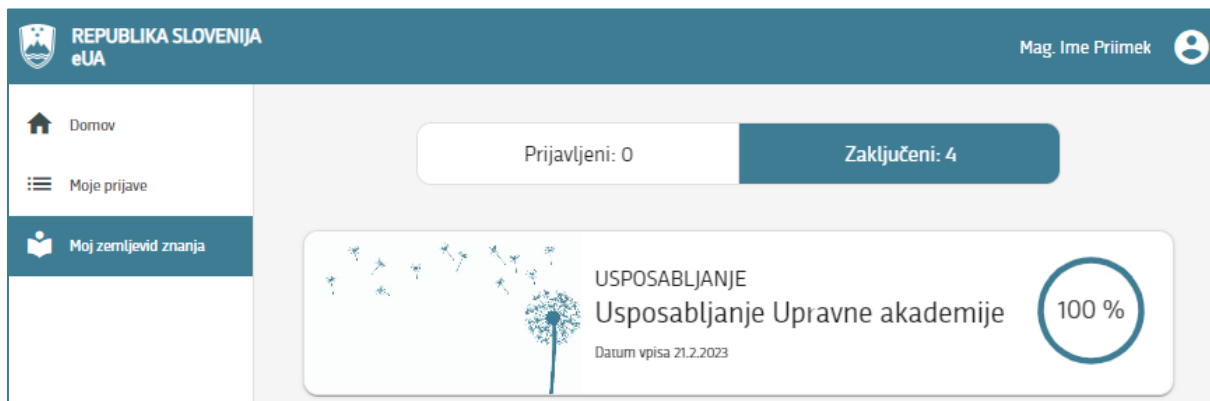 REPUBLIKA SLOVENIJA
eUA
Mag. Ime Priimek
Domov
Moje prijave
Moj zemljevid znanja
Prijavljeni: 0
Zaključeni: 4
USPOSABLJANJE
Usposabljanje Upravne akademije
Datum vpisa 21.2.2023
100 %